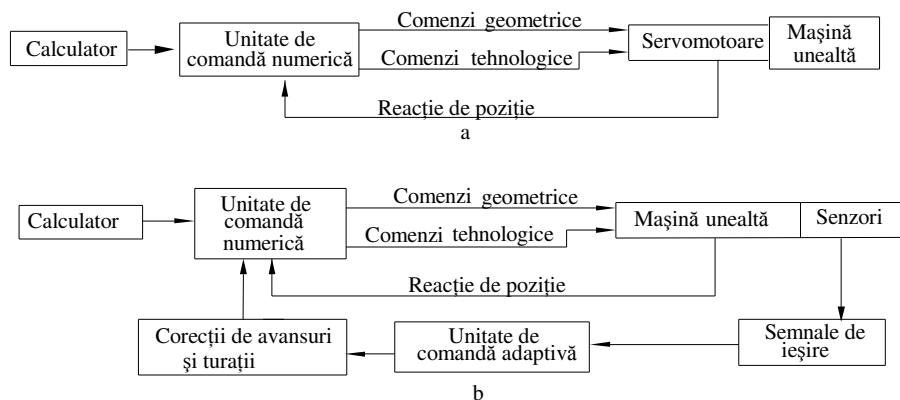 Comenzi geometrice
Calculator
Unitate de
comandă numerică
Servomotoare
Maşină
unealtă
Comenzi tehnologice
Reacţie de poziţie
a
Calculator
Unitate de
comandă
numerică
Comenzi geometrice
Comenzi tehnologice
Maşină unealtă
Senzori
Reacţie de poziţie
Corecţii de avansuri
şi turaţii
Unitate de
comandă adaptivă
Semnale de
ieşire
b